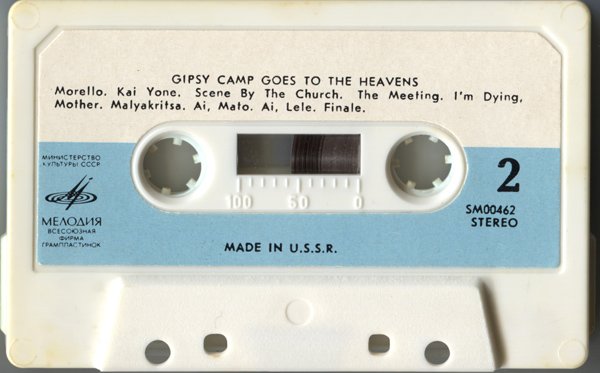 GIPSY CAMP GOES TO THE HEAVENS
Morello. Kai Yone. Scene By The Church. The Meeting. I'm Dying,
Mother. Malyakritsa. Ai, Mato. Ai, Lele. Finale.
МИНИСТЕРСТВО
КУЛЬТУРЫ СССР
МЕЛОДИЯ
ВСЕСОЮЗНАЯ
ФИРМА
ГРАМПЛАСТИНОК
100 50 0
2
SM00462
STEREO
MADE IN U.S.S.R.